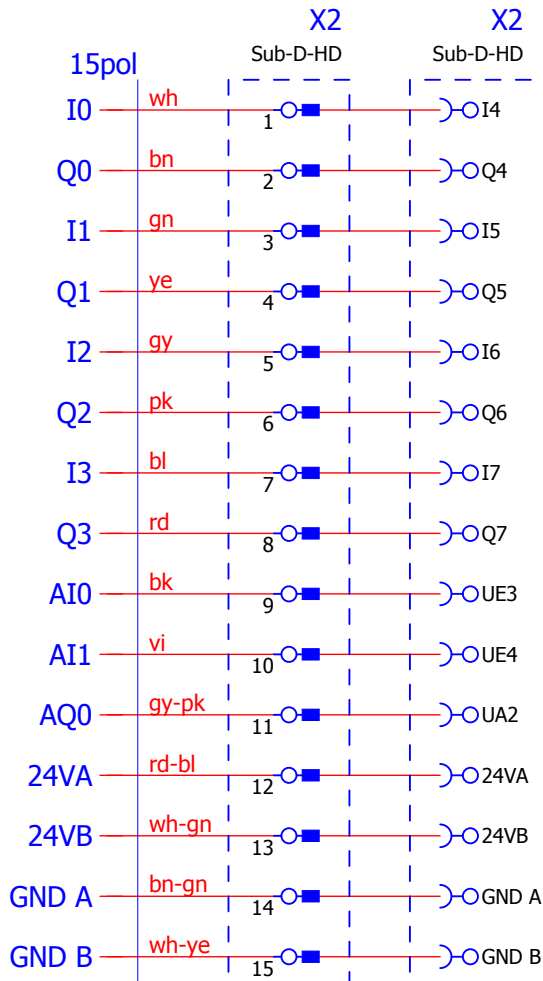 X2 X2
Sub-D-HD Sub-D-HD
15pol
I0 wh 1 I4
Q0 bn 2 Q4
I1 gn 3 I5
Q1 ye 4 Q5
I2 gy 5 I6
Q2 pk 6 Q6
I3 bl 7 I7
Q3 rd 8 Q7
AI0 bk 9 UE3
AI1 vi 10 UE4
AQ0 gy-pk 11 UA2
24VA rd-bl 12 24VA
24VB wh-gn 13 24VB
GND A bn-gn 14 GND A
GND B wh-ye 15 GND B